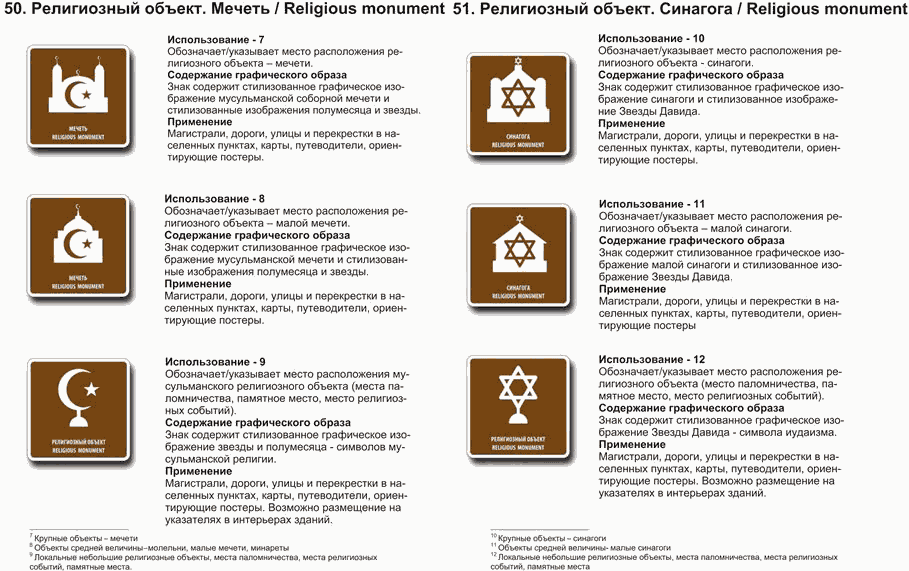 50. Религиозный объект. Мечеть / Religious monument
МЕЧЕТЬ
RELIGIOUS MONUMENT
Использование - 7
Обозначает/указывает место расположения ре-
лигиозного объекта – мечети.
Содержание графического образа
Знак содержит стилизованное графическое изо-
бражение мусульманской соборной мечети и
стилизованные изображения полумесяца и звезды.
Применение
Магистрали, дороги, улицы и перекрестки в на-
селенных пунктах, карты, путеводители, ориен-
тирующие постеры.
МЕЧЕТЬ
RELIGIOUS MONUMENT
Использование - 8
Обозначает/указывает место расположения ре-
лигиозного объекта – малой мечети.
Содержание графического образа
Знак содержит стилизованное графическое изо-
бражение мусульманской мечети и стилизован-
ные изображения полумесяца и звезды.
Применение
Магистрали, дороги, улицы и перекрестки в на-
селенных пунктах, карты, путеводители, ориен-
тирующие постеры.
РЕЛИГИОЗНЫЙ ОБЪЕКТ
RELIGIOUS MONUMENT
Использование - 9
Обозначает/указывает место расположения му-
сульманского религиозного объекта (места па-
ломничества, памятное место, место религиоз-
ных событий).
Содержание графического образа
Знак содержит стилизованное графическое изо-
бражение звезды и полумесяца - символов му-
сульманской религии.
Применение
Магистрали, дороги, улицы и перекрестки в на-
селенных пунктах, карты, путеводители, ориен-
тирующие постеры. Возможно размещение на
указателях в интерьерах зданий.
7 Крупные объекты – мечети
8 Объекты средней величины–молельни, малые мечети, минареты
9 Локальные небольшие религиозные объекты, места паломничества, места религиозных
событий, памятные места.
51. Религиозный объект. Синагога / Religious monument
СИНАГОГА
RELIGIOUS MONUMENT
Использование - 10
Обозначает/указывает место расположения ре-
лигиозного объекта - синагоги.
Содержание графического образа
Знак содержит стилизованное графическое изо-
бражение синагоги и стилизованное изображе-
ние Звезды Давида.
Применение
Магистрали, дороги, улицы и перекрестки в на-
селенных пунктах, карты, путеводители, ориен-
тирующие постеры.
СИНАГОГА
RELIGIOUS MONUMENT
Использование - 11
Обозначает/указывает место расположения ре-
лигиозного объекта – малой синагоги.
Содержание графического образа
Знак содержит стилизованное графическое изо-
бражение малой синагоги и стилизованное изо-
бражение Звезды Давида.
Применение
Магистрали, дороги, улицы и перекрестки в на-
селенных пунктах, карты, путеводители, ориен-
тирующие постеры
РЕЛИГИОЗНЫЙ ОБЪЕКТ
RELIGIOUS MONUMENT
Использование - 12
Обозначает/указывает место расположения ре-
лигиозного объекта (место паломничества, па-
мятное место, место религиозных событий).
Содержание графического образа
Знак содержит стилизованное графическое изо-
бражение Звезды Давида - символа иудаизма.
Применение
Магистрали, дороги, улицы и перекрестки в на-
селенных пунктах, карты, путеводители, ориен-
тирующие постеры. Возможно размещение на
указателях в интерьерах зданий.
10 Крупные объекты – синагоги
11 Объекты средней величины- малые синагоги
12 Локальные небольшие религиозные объекты, места паломничества, места религиозных
событий, памятные места